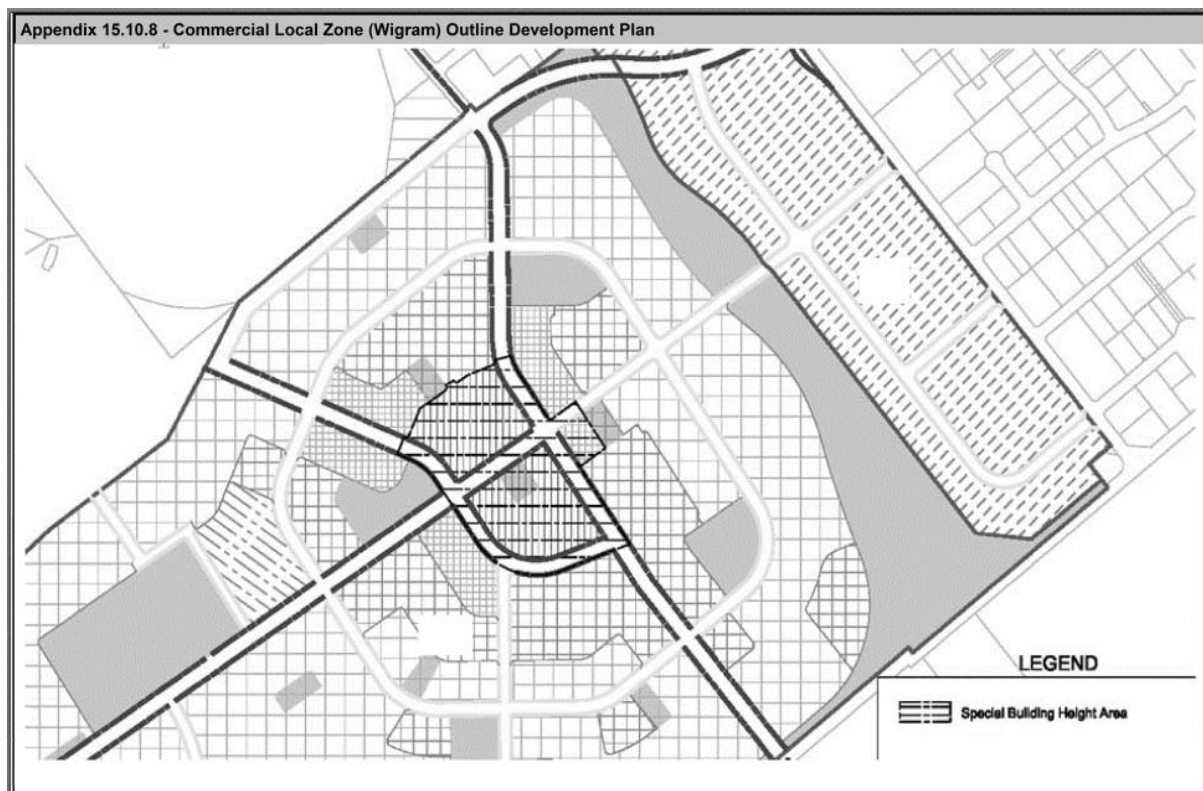 Appendix 15.10.8 - Commercial Local Zone (Wigram) Outline Development Plan
LEGEND
Special Building Height Area